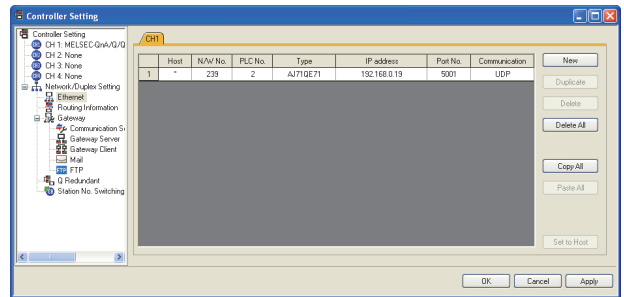 Controller Setting
Controller Setting
CH 1: MELSEC-QnA/Q/Q
CH 2: None
CH 3: None
CH 4: None
Network/Duplex Setting
Ethernet
Routing Information
Gateway
Communication S
Gateway Server
Gateway Client
Mail
FTP FTP
Q Redundant
Station No. Switching
CH1
Host N/W No. PLC No. Type IP address Port No. Communication
1 * 239 2 AJ71QE71 192.168.0.19 5001 UDP
New
Duplicate
Delete
Delete All
Copy All
Paste All
Set to Host
OK Cancel Apply